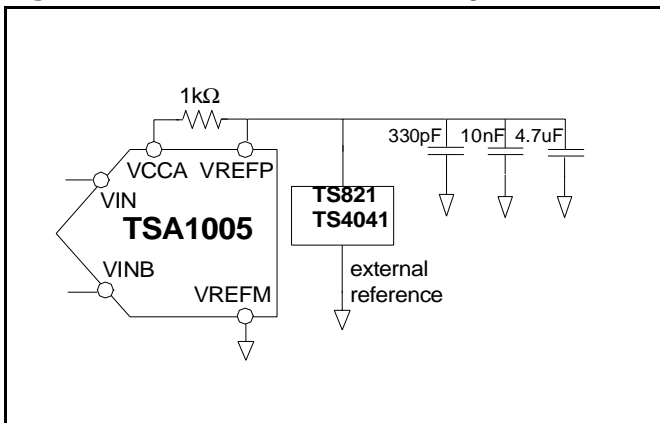 1kΩ
330pF 10nF 4.7uF
VCCA VREFP
VIN
TS821
TS4041
TSA1005
VINB
external
reference
VREFM